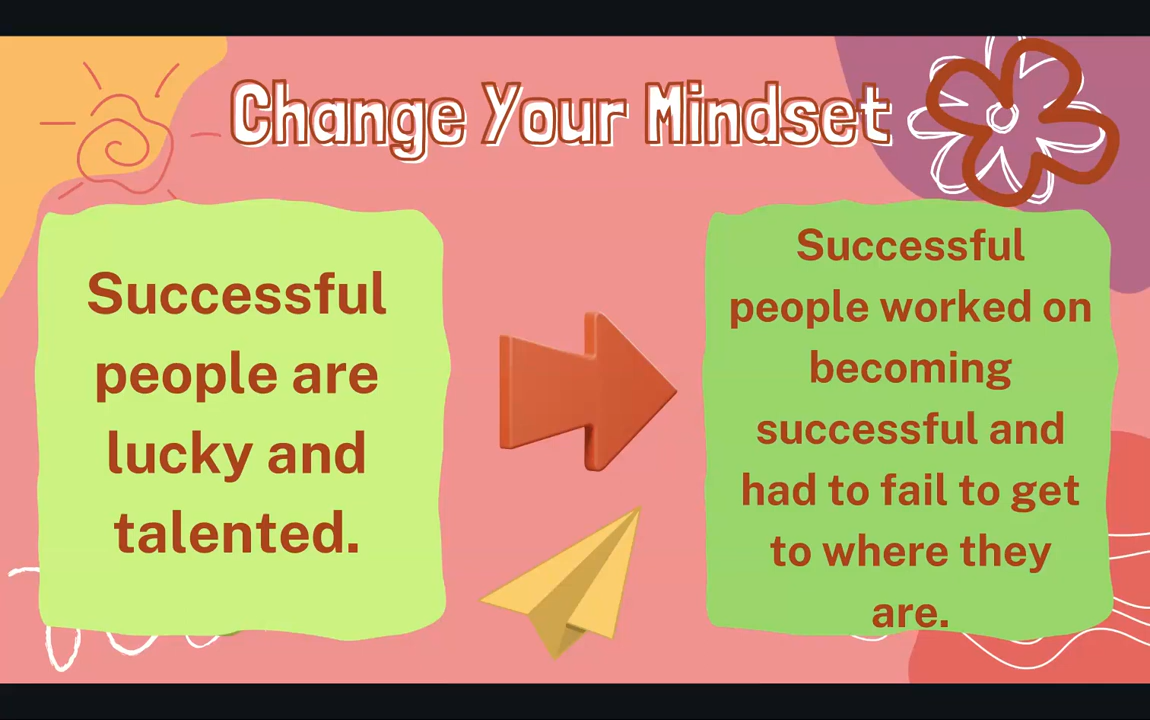 Change Your Mindset
Successful
people are
lucky and
talented.
Successful
people worked on
becoming
successful and
had to fail to get
to where they
are.